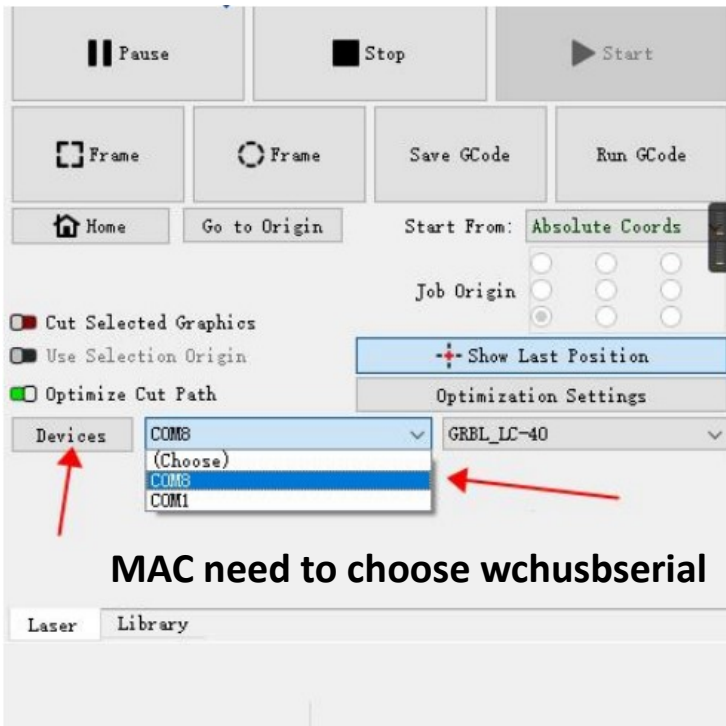 Pause
Stop
Start
Frame
Frame
Save GCode
Run GCode
Home
Go to Origin
Start From:
Absolute Coords
Job Origin
Cut Selected Graphics
Use Selection Origin
Show Last Position
Optimize Cut Path
Optimization Settings
Devices
COM8
GRBL_LC-40
(Choose)
COM8
COM1
MAC need to choose wchusbserial
Laser
Library